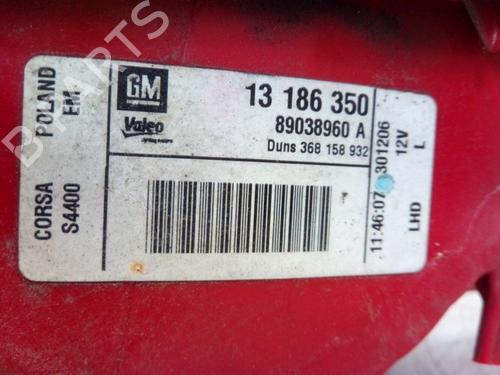 GM
Valeo
13 186 350
89038960 A
Duns 368 158 932
POLAND
EM
CORSA
S4400
11:46:07 301206
12V
L
LHD
B PARTS